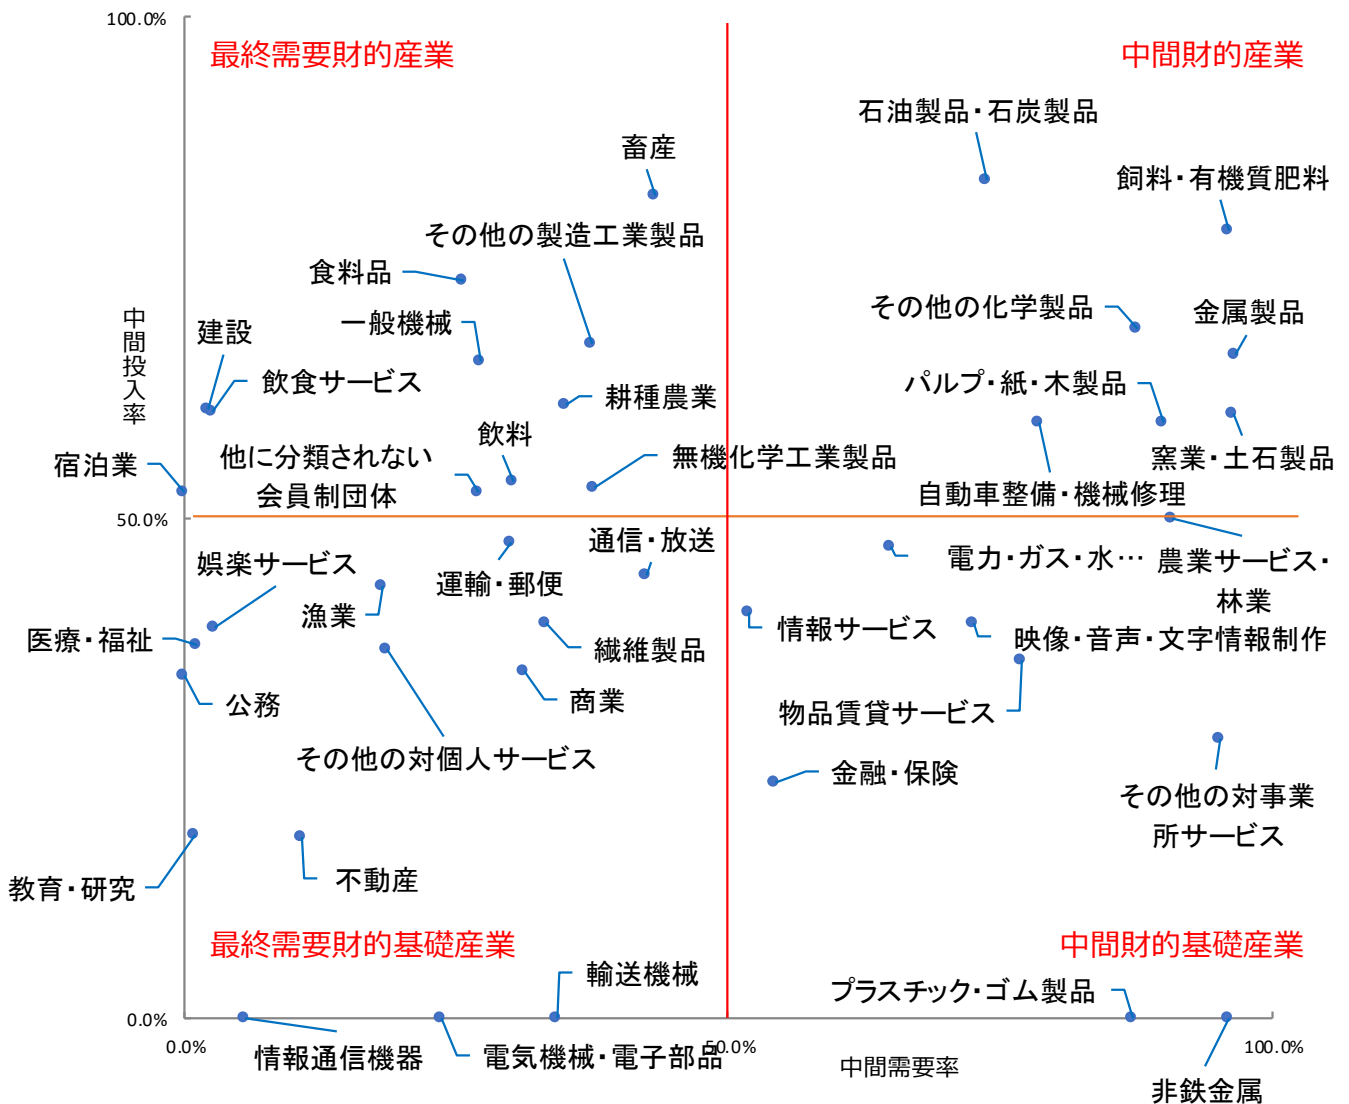 100.0%
最終需要財的産業
中間財的産業
石油製品・石炭製品
畜産
飼料・有機質肥料
その他の製造工業製品
食料品
その他の化学製品
金属製品
中間投入率
建設
一般機械
飲食サービス
パルプ・紙・木製品
耕種農業
飲料
宿泊業
他に分類されない
会員制団体
無機化学工業製品
窯業・土石製品
自動車整備・機械修理
50.0%
通信・放送
娯楽サービス
運輸・郵便
電力・ガス・水…
農業サービス・
林業
漁業
医療・福祉
繊維製品
情報サービス
映像・音声・文字情報制作
公務
商業
物品賃貸サービス
その他の対個人サービス
金融・保険
その他の対事業
所サービス
教育・研究
不動産
最終需要財的基礎産業
中間財的基礎産業
輸送機械
プラスチック・ゴム製品
0.0%
0.0%
情報通信機器
電気機械・電子部品
50.0%
中間需要率
100.0%
非鉄金属